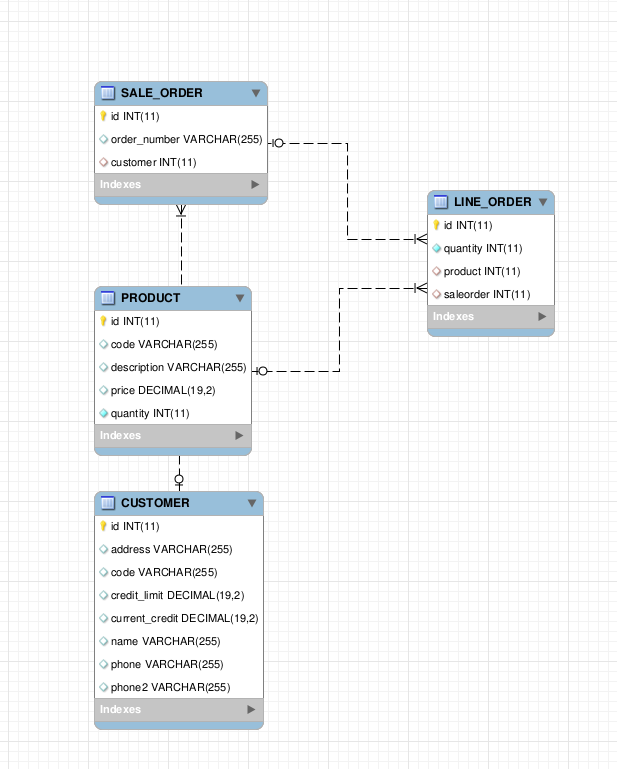 SALE_ORDER
id INT(11)
order_number VARCHAR(255)
customer INT(11)
Indexes
LINE_ORDER
id INT(11)
quantity INT(11)
product INT(11)
saleorder INT(11)
Indexes
PRODUCT
id INT(11)
code VARCHAR(255)
description VARCHAR(255)
price DECIMAL(19,2)
quantity INT(11)
Indexes
CUSTOMER
id INT(11)
address VARCHAR(255)
code VARCHAR(255)
credit_limit DECIMAL(19,2)
current_credit DECIMAL(19,2)
name VARCHAR(255)
phone VARCHAR(255)
phone2 VARCHAR(255)
Indexes